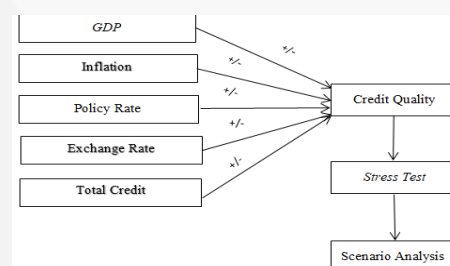 GDP
+/-
Inflation
+/-
+/-
Policy Rate
Credit Quality
+/-
Exchange Rate
+/-
Total Credit
Stress Test
Scenario Analysis